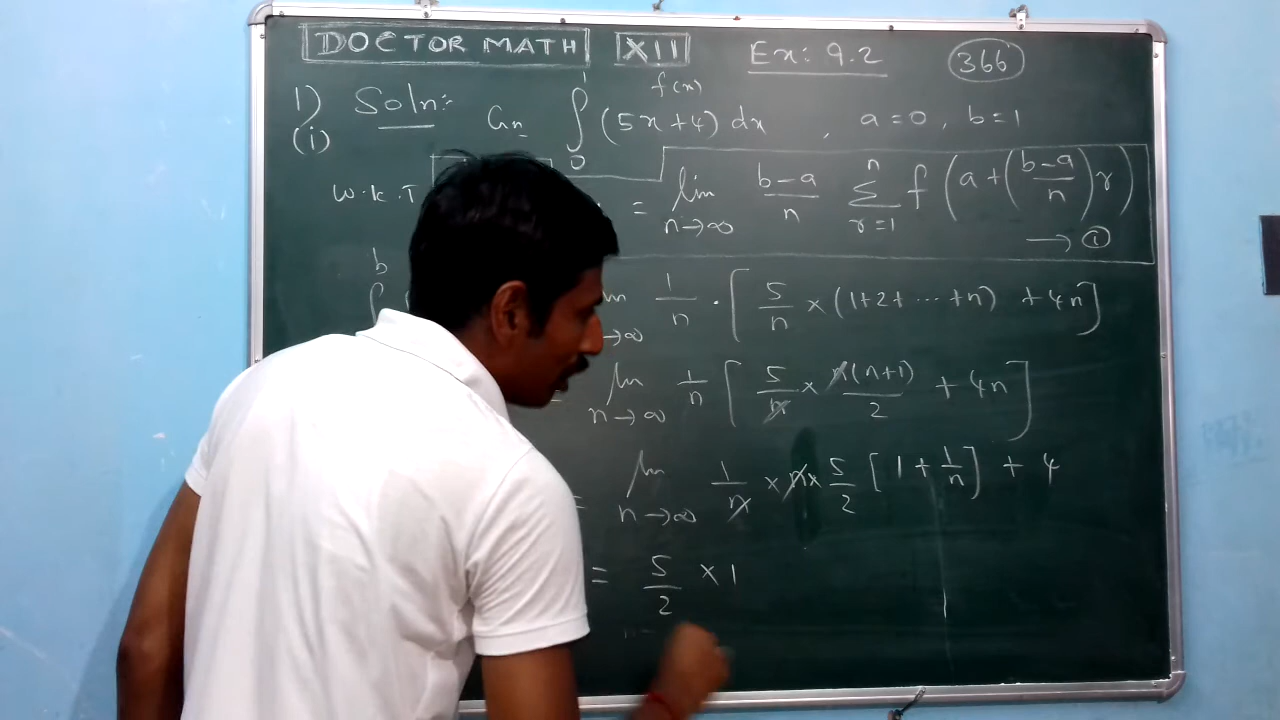 DOCTOR MATH XII Ex: 9.2 366
1) Soln:- Gn ∫₀¹ (5x+4) dx , a=0, b=1
f(x)
(i)
w.k.T = lim n→∞ b-a/n Σ r=1 n f(a+(b-a/n)r)
→ ①
b
∫ n→∞ 1/n · [5/n × (1+2+ ... +n) + 4n]
= lim n→∞ 1/n [5/n × n(n+1)/2 + 4n]
= lim n→∞ 1/n × n × 5/2 [1+1/n] + 4
= 5/2 × 1